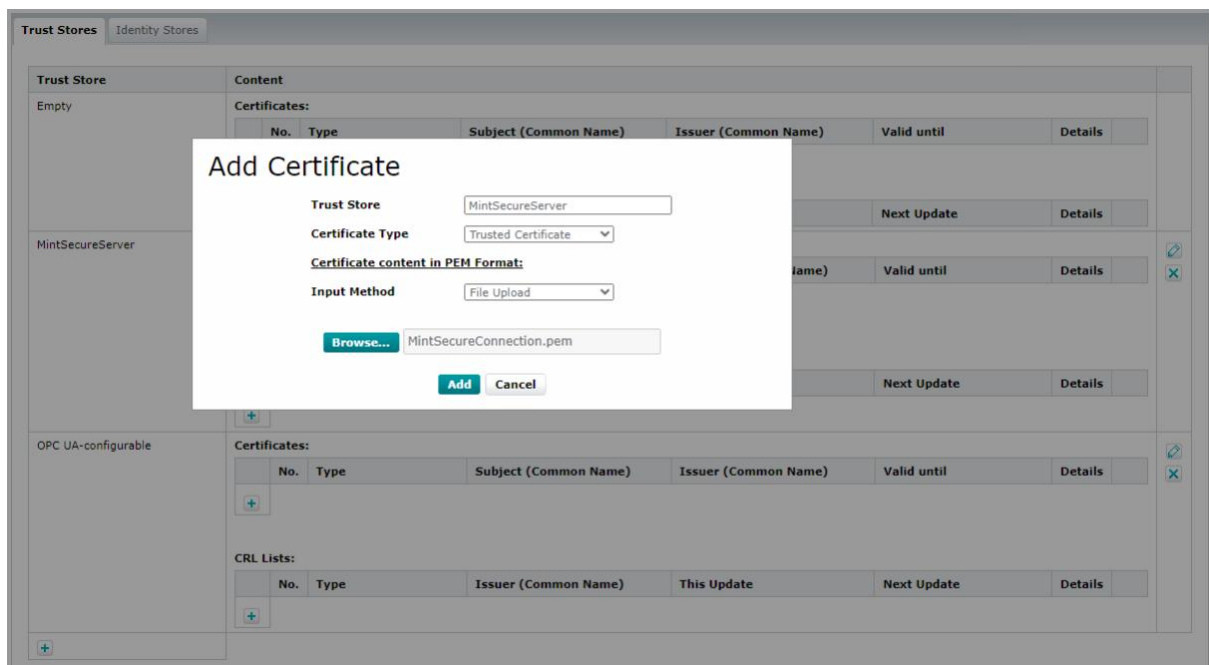 Trust Stores Identity Stores
Trust Store Content
Empty Certificates:
No. Type Subject (Common Name) Issuer (Common Name) Valid until Details
Add Certificate
Trust Store MintSecureServer
Next Update Details
Certificate Type Trusted Certificate
MintSecureServer
Certificate content in PEM Format:
Name) Valid until Details
Input Method File Upload
Browse... MintSecureConnection.pem
Add Cancel
Next Update Details
OPC UA-configurable Certificates:
No. Type Subject (Common Name) Issuer (Common Name) Valid until Details
CRL Lists:
No. Type Issuer (Common Name) This Update Next Update Details